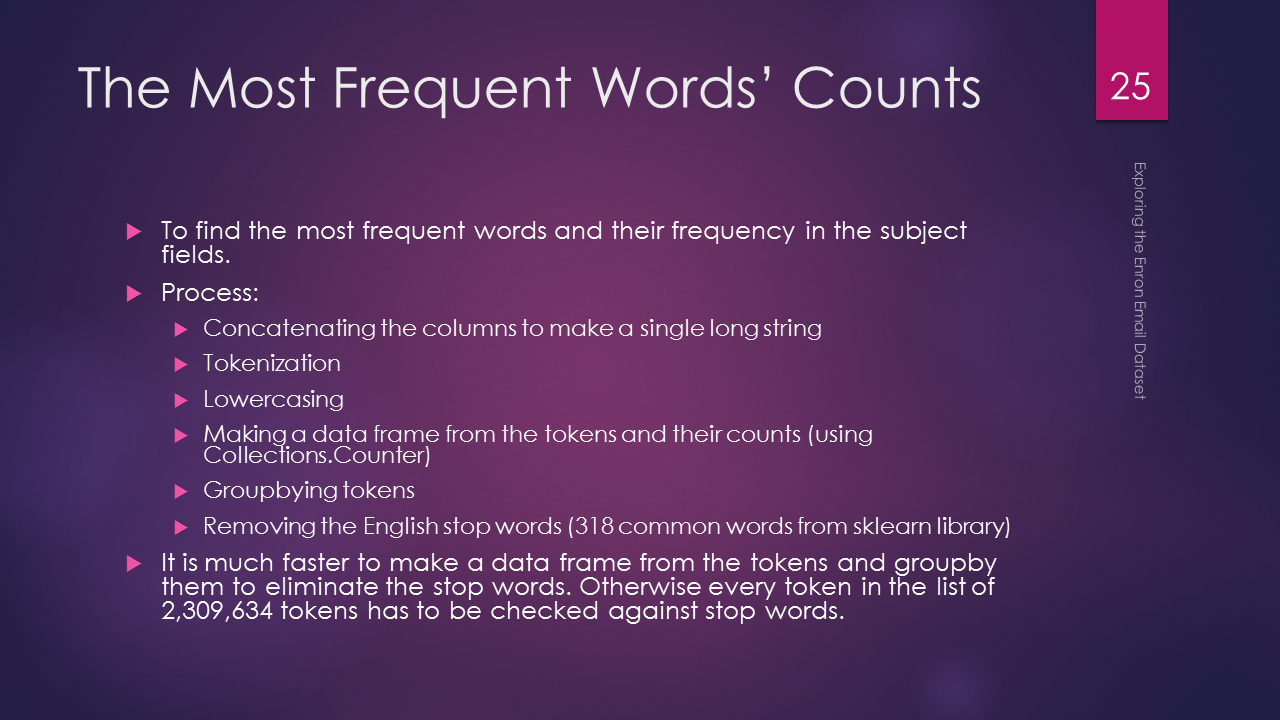 The Most Frequent Words’ Counts
25
Exploring the Enron Email Dataset
To find the most frequent words and their frequency in the subject
fields.
Process:
Concatenating the columns to make a single long string
Tokenization
Lowercasing
Making a data frame from the tokens and their counts (using
Collections.Counter)
Groupbying tokens
Removing the English stop words (318 common words from sklearn library)
It is much faster to make a data frame from the tokens and groupby
them to eliminate the stop words. Otherwise every token in the list of
2,309,634 tokens has to be checked against stop words.